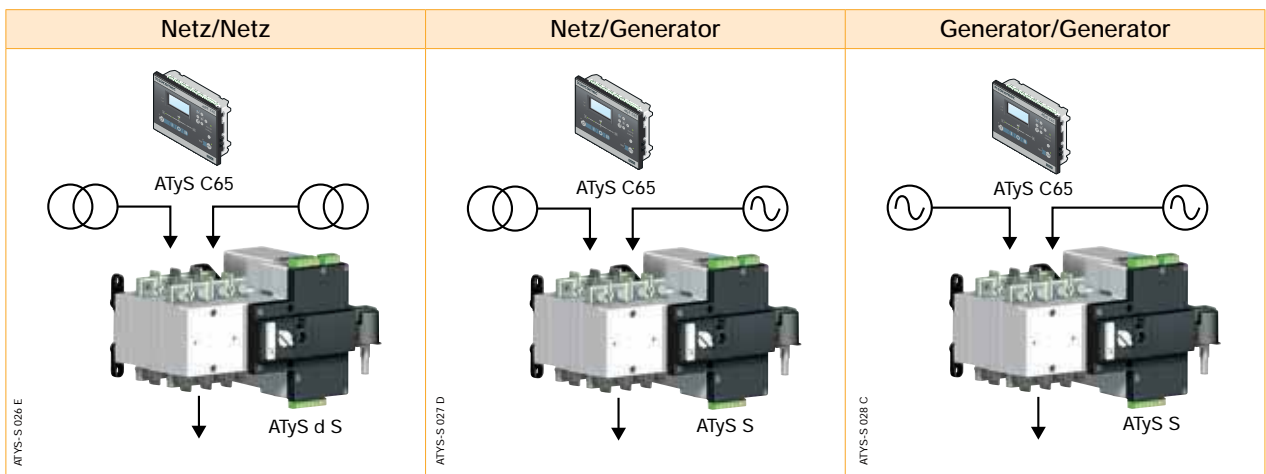 Netz/Netz
Netz/Generator
Generator/Generator
ATyS C65
ATyS C65
ATyS C65
ATyS d S
ATyS S
ATyS S
ATYS-S 026 E
ATYS-S 027 D
ATYS-S 028 C